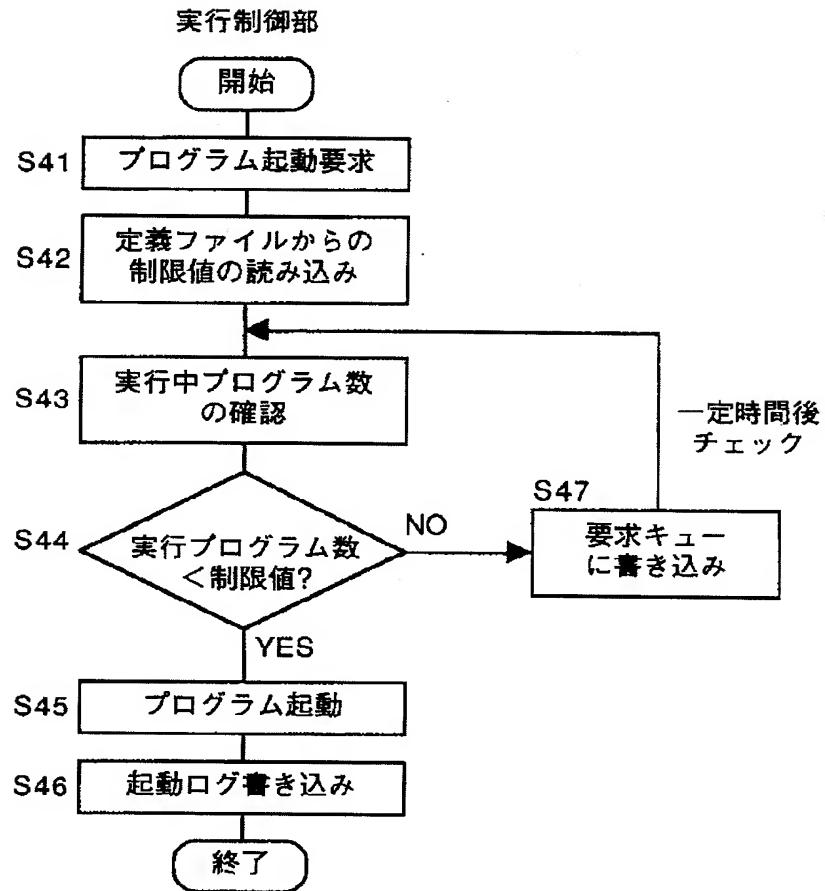 実行制御部
開始
S41
プログラム起動要求
S42
定義ファイルからの
制限値の読み込み
S43
実行中プログラム数
の確認
一定時間後
チェック
S44
実行プログラム数
<制限値?
NO
S47
要求キュー
に書き込み
YES
S45
プログラム起動
S46
起動ログ書き込み
終了